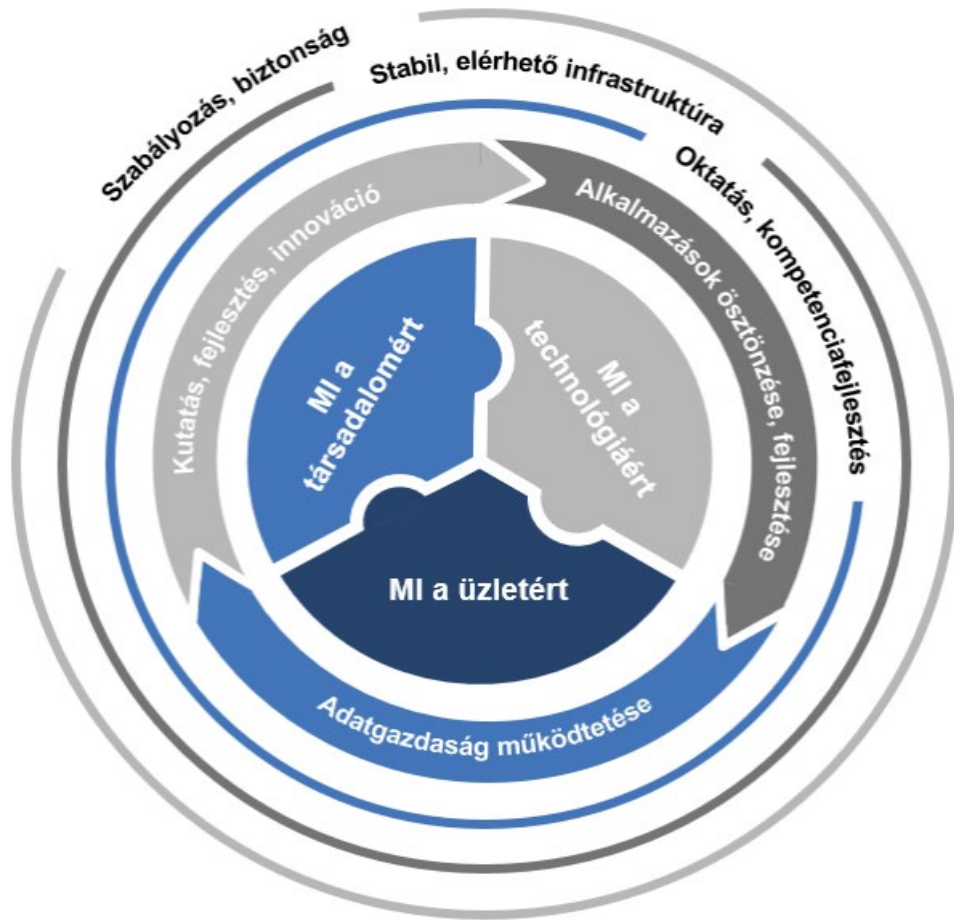 Szabályozás, biztonság
Stabil, elérhető infrastruktúra
Oktatás, kompetenciafejlesztés
Kutatás, fejlesztés, innováció
Alkalmazások ösztönzése, fejlesztése
Adatgazdaság működtetése
MI a
társadalomért
MI a
technológiáért
MI a üzletért